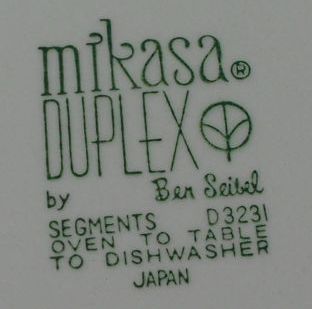 mikasa®
DUPLEX
by Ben Seibel
SEGMENTS D3231
OVEN TO TABLE
TO DISHWASHER
JAPAN